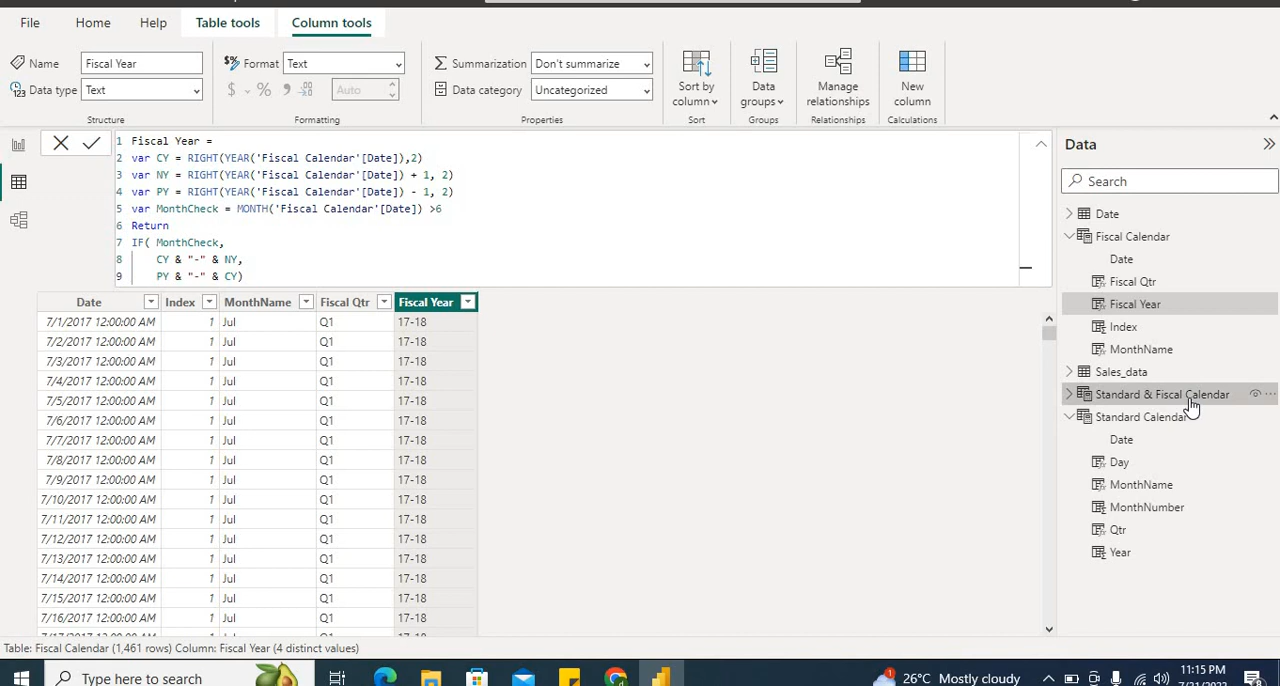 File Home Help Table tools Column tools
Name Fiscal Year Format Text Summarization Don't summarize
Data type Text $ % Auto Data category Uncategorized
Sort by column Data groups Manage relationships New column
Structure Formatting Properties Sort Groups Relationships Calculations
1 Fiscal Year =
2 var CY = RIGHT(YEAR('Fiscal Calendar'[Date]),2)
3 var NY = RIGHT(YEAR('Fiscal Calendar'[Date]) + 1, 2)
4 var PY = RIGHT(YEAR('Fiscal Calendar'[Date]) - 1, 2)
5 var MonthCheck = MONTH('Fiscal Calendar'[Date]) >6
6 Return
7 IF( MonthCheck,
8 CY & "-" & NY,
9 PY & "-" & CY)
Date Index MonthName Fiscal Qtr Fiscal Year
7/1/2017 12:00:00 AM 1 Jul Q1 17-18
7/2/2017 12:00:00 AM 1 Jul Q1 17-18
7/3/2017 12:00:00 AM 1 Jul Q1 17-18
7/4/2017 12:00:00 AM 1 Jul Q1 17-18
7/5/2017 12:00:00 AM 1 Jul Q1 17-18
7/6/2017 12:00:00 AM 1 Jul Q1 17-18
7/7/2017 12:00:00 AM 1 Jul Q1 17-18
7/8/2017 12:00:00 AM 1 Jul Q1 17-18
7/9/2017 12:00:00 AM 1 Jul Q1 17-18
7/10/2017 12:00:00 AM 1 Jul Q1 17-18
7/11/2017 12:00:00 AM 1 Jul Q1 17-18
7/12/2017 12:00:00 AM 1 Jul Q1 17-18
7/13/2017 12:00:00 AM 1 Jul Q1 17-18
7/14/2017 12:00:00 AM 1 Jul Q1 17-18
7/15/2017 12:00:00 AM 1 Jul Q1 17-18
7/16/2017 12:00:00 AM 1 Jul Q1 17-18
Data
Search
Date
Fiscal Calendar
Date
Fiscal Qtr
Fiscal Year
Index
MonthName
Sales_data
Standard & Fiscal Calendar
Standard Calendar
Date
Day
MonthName
MonthNumber
Qtr
Year
Table: Fiscal Calendar (1,461 rows) Column: Fiscal Year (4 distinct values)
Type here to search 26°C Mostly cloudy 11:15 PM